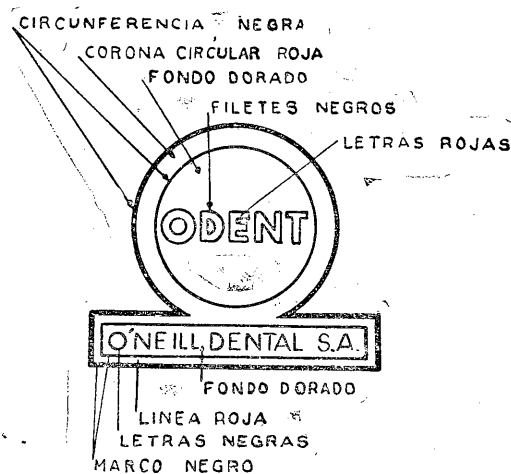 CIRCUNFERENCIA NEGRA
CORONA CIRCULAR ROJA
FONDO DORADO
FILETES NEGROS
LETRAS ROJAS
ODENT
O'NEILL DENTAL S.A.
FONDO DORADO
LINEA ROJA
LETRAS NEGRAS
MARCO NEGRO